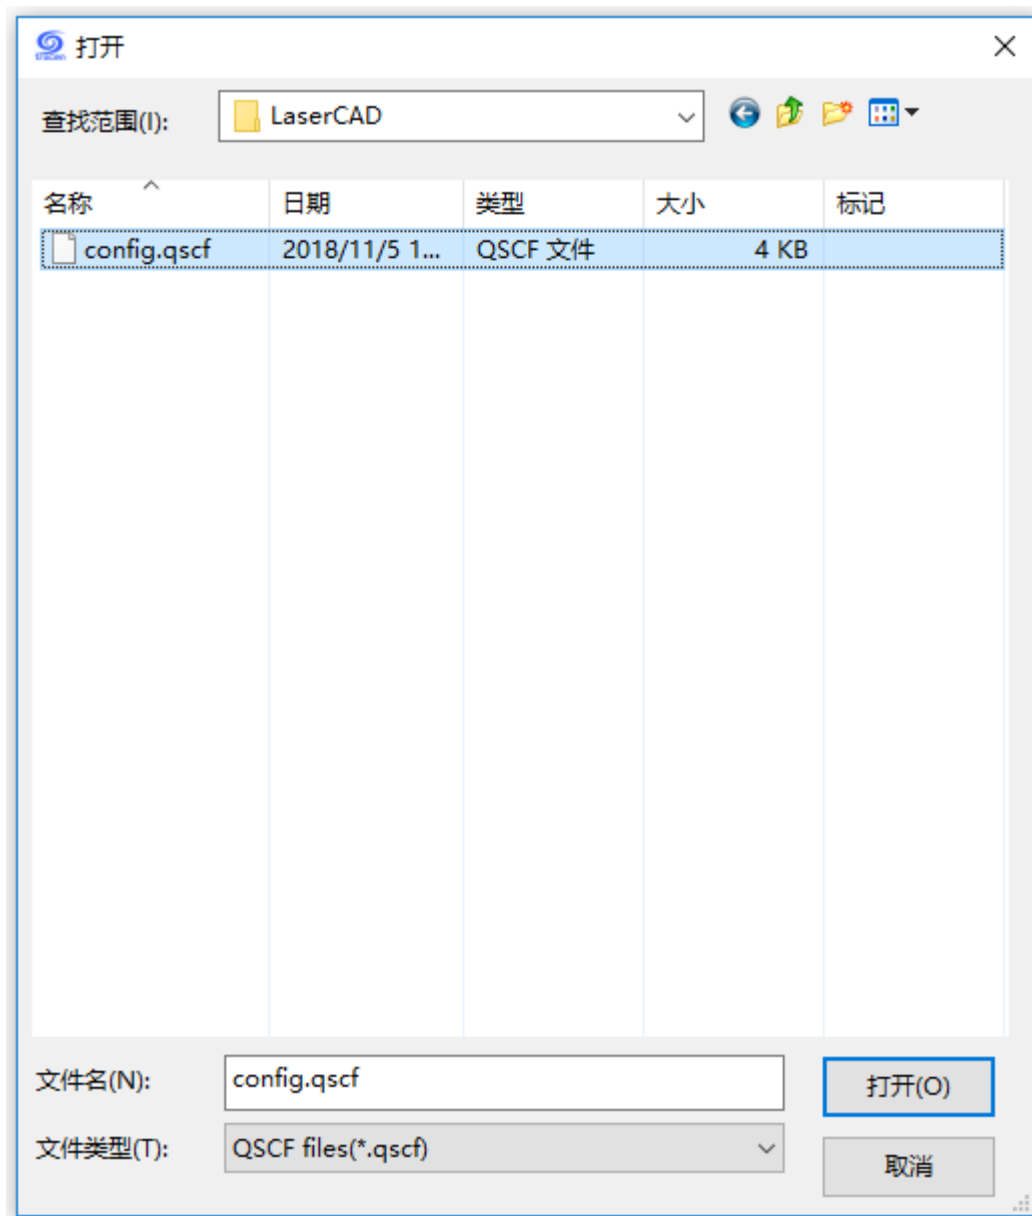 打开
查找范围(I): LaserCAD
名称 日期 类型 大小 标记
config.qscf 2018/11/5 1... QSCF 文件 4 KB
文件名(N): config.qscf 打开(O)
文件类型(T): QSCF files(*.qscf) 取消